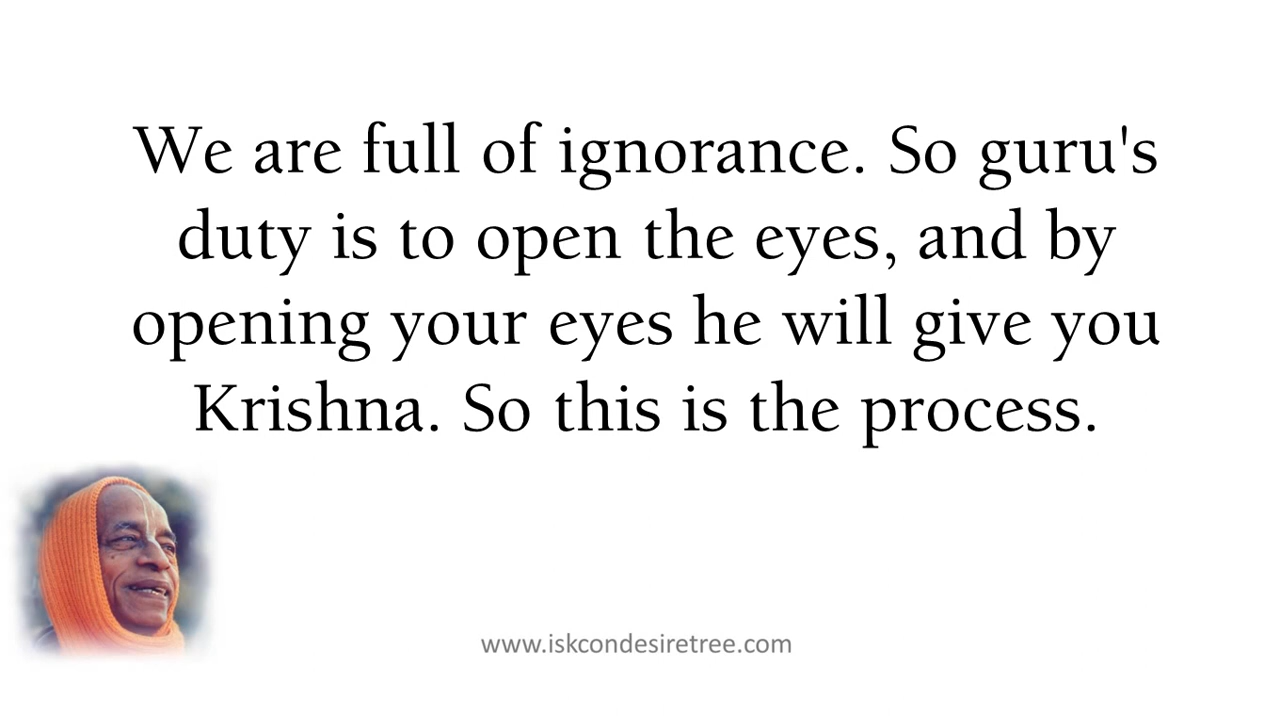 We are full of ignorance. So guru's
duty is to open the eyes, and by
opening your eyes he will give you
Krishna. So this is the process.
www.iskcondesiretree.com